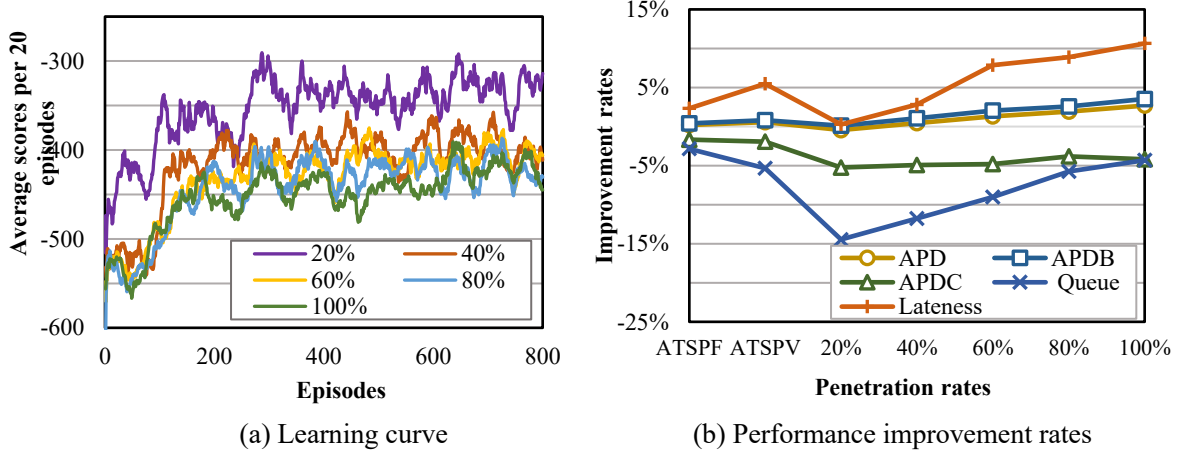 Average scores per 20
episodes
-300
-400
-500
-600
0
200
400
600
800
20%
40%
60%
80%
100%
Episodes
(a) Learning curve
Improvement rates
15%
5%
-5%
-15%
-25%
APD
APDB
APDC
Queue
Lateness
ATSPF
ATSPV
20%
40%
60%
80%
100%
Penetration rates
(b) Performance improvement rates